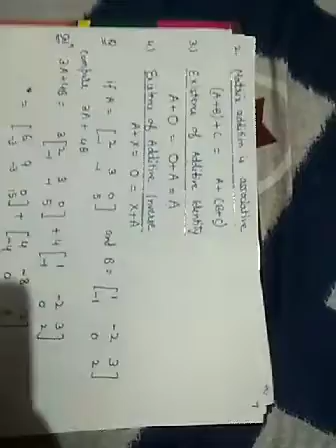 2. Matrix addition is associative
(A+B)+C = A+(B+C)
3) Existence of Additive Identity
A+O = O+A = A
4) Existence of Additive Inverse
A+X = O = X+A
Q If A = [2 3 0
-1 5] and B = [1 -2 3
-1 0 2]
compute 3A+4B
Sol^n 3A+4B = 3[2 3 0
-1 1 5] + 4[1 -2 3
-1 0 2]
= [6 9 0
-3 3 15] + [4 -8
-4 0